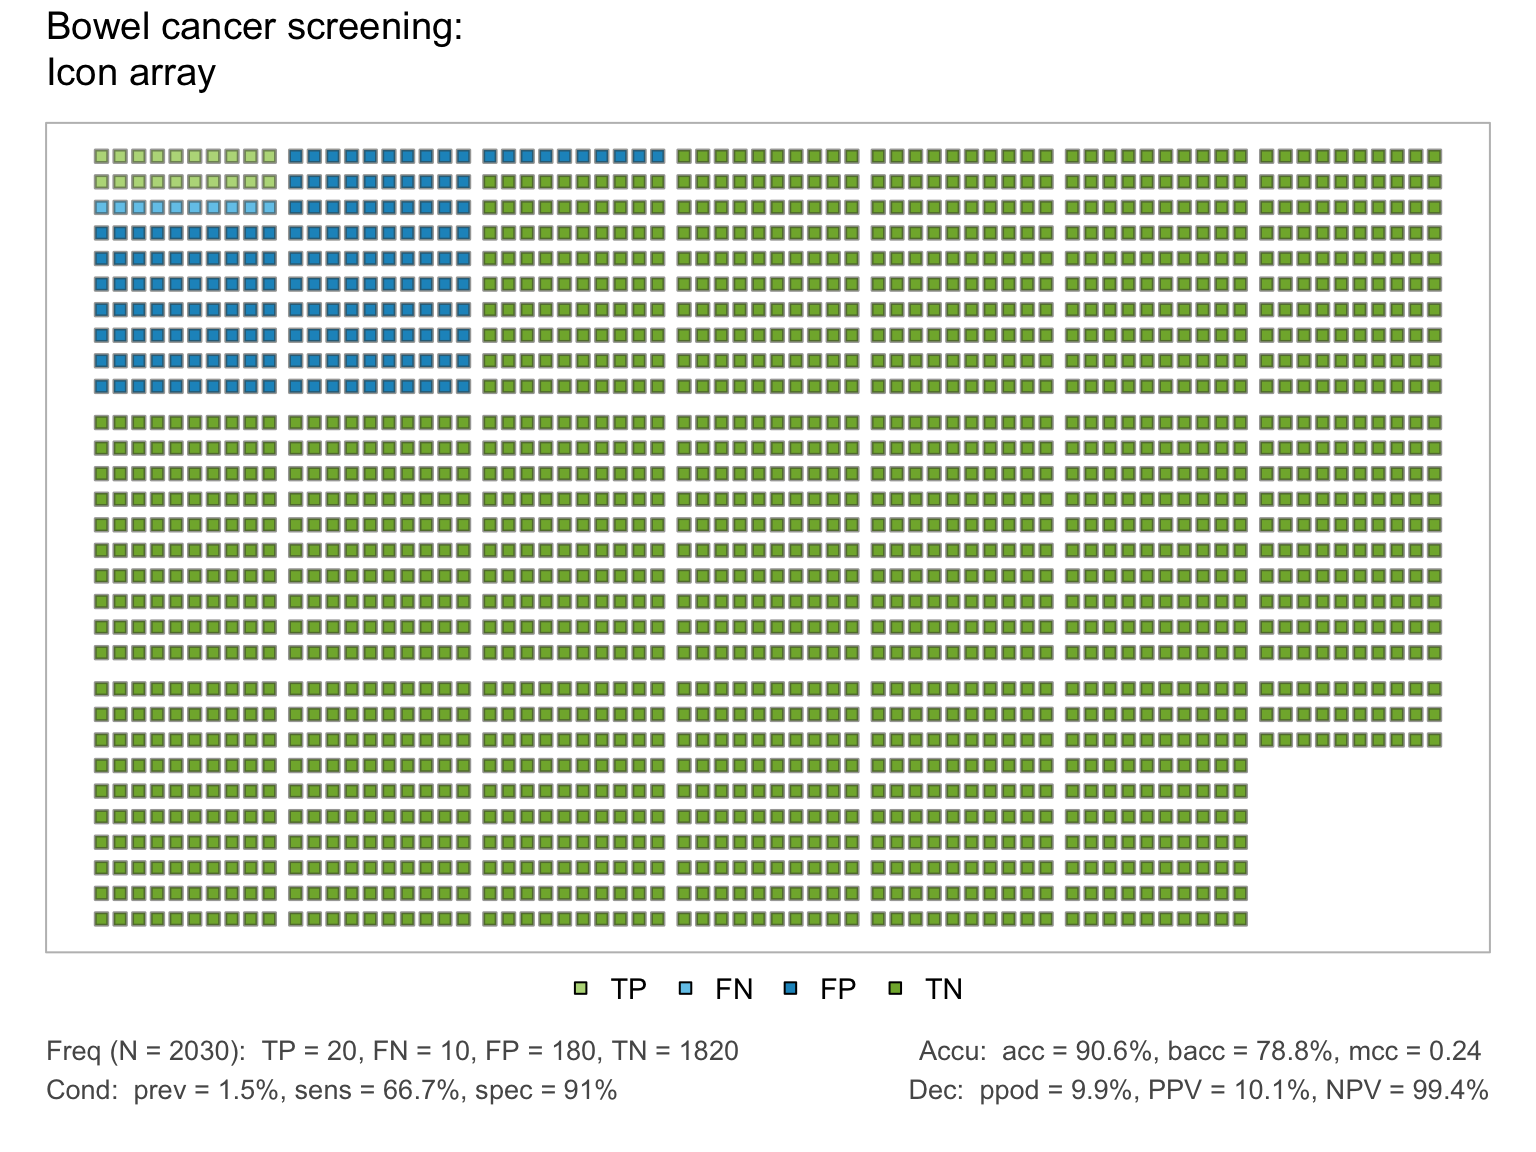 Bowel cancer screening:
Icon array
TP FN FP TN
Freq (N = 2030):  TP = 20, FN = 10, FP = 180, TN = 1820
Accu:  acc = 90.6%, bacc = 78.8%, mcc = 0.24
Cond:  prev = 1.5%, sens = 66.7%, spec = 91%
Dec:  ppod = 9.9%, PPV = 10.1%, NPV = 99.4%